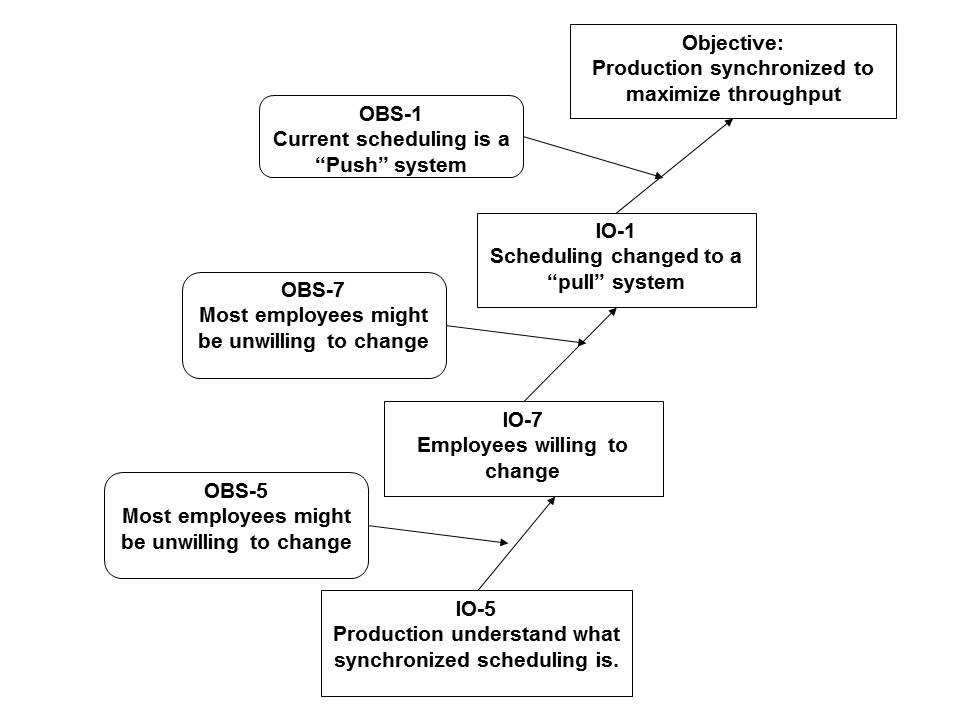 Objective:
Production synchronized to
maximize throughput
OBS-1
Current scheduling is a
“Push” system
IO-1
Scheduling changed to a
“pull” system
OBS-7
Most employees might
be unwilling to change
IO-7
Employees willing to
change
OBS-5
Most employees might
be unwilling to change
IO-5
Production understand what
synchronized scheduling is.